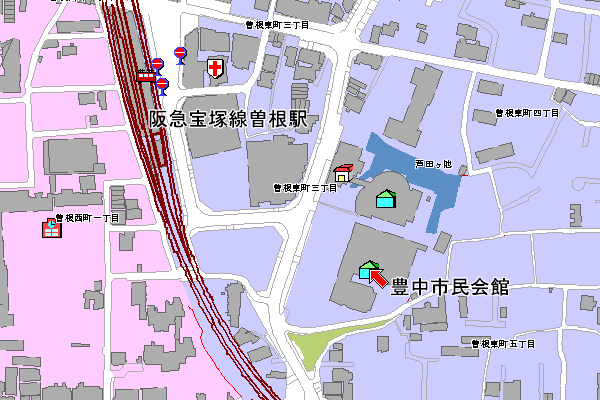 曽根東町三丁目
阪急宝塚線曽根駅
曽根東町四丁目
芦田ヶ池
曽根東町三丁目
曽根西町一丁目
豊中市民会館
曽根東町五丁目